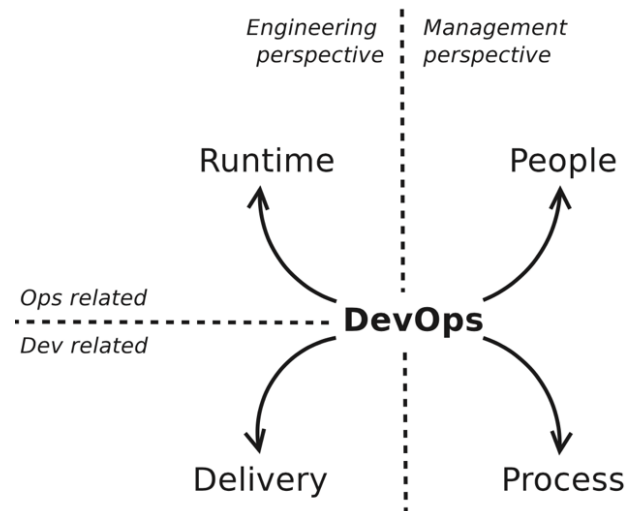 Engineering
perspective
Management
perspective
Runtime
People
Ops related
DevOps
Dev related
Delivery
Process